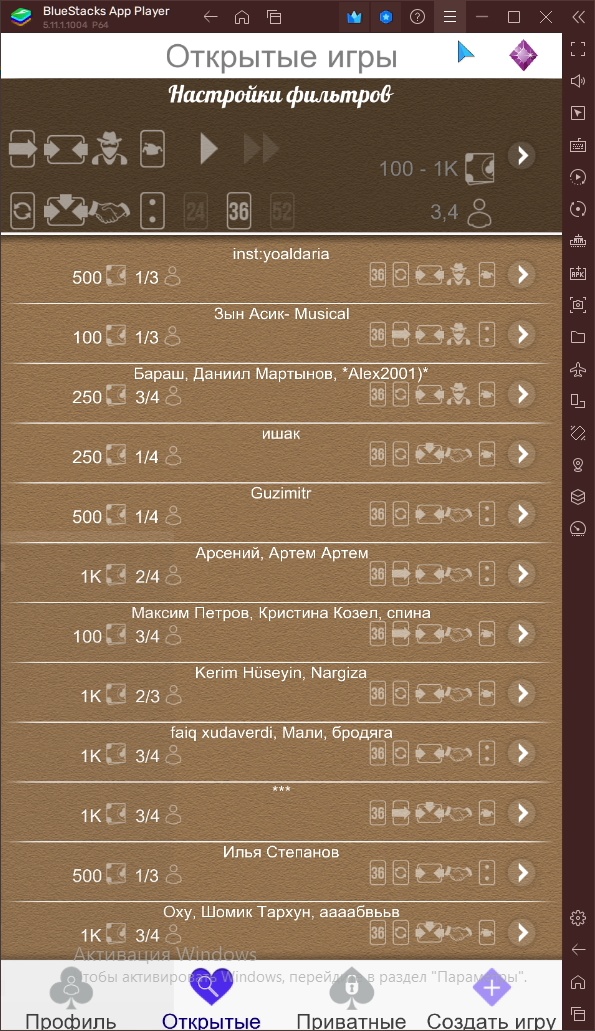 BlueStacks App Player
5.11.1.1004 P64
Открытые игры
Настройки фильтров
100 - 1K
24 36 52
3,4
inst:yoaldaria
500 1/3 36
Зын Асик- Musical
100 1/3 36
Бараш, Даниил Мартынов, *Alex2001)*
250 3/4 36
ишак
250 1/4 36
Guzimitr
500 1/4 36
Арсений, Артем Артем
1K 2/4 36
Максим Петров, Кристина Козел, спина
100 3/4 36
Kerim Hüseyin, Nargiza
1K 2/3 36
faiq xudaverdi, Мали, бродяга
1K 3/4 36
***
1K 3/4 36
Илья Степанов
500 1/3 36
Оху, Шомик Тархун, аааабвььв
1K 3/4 36
Активация Windows
Чтобы активировать Windows, перейдите в раздел "Параметры".
Профиль Открытые Приватные Создать игру